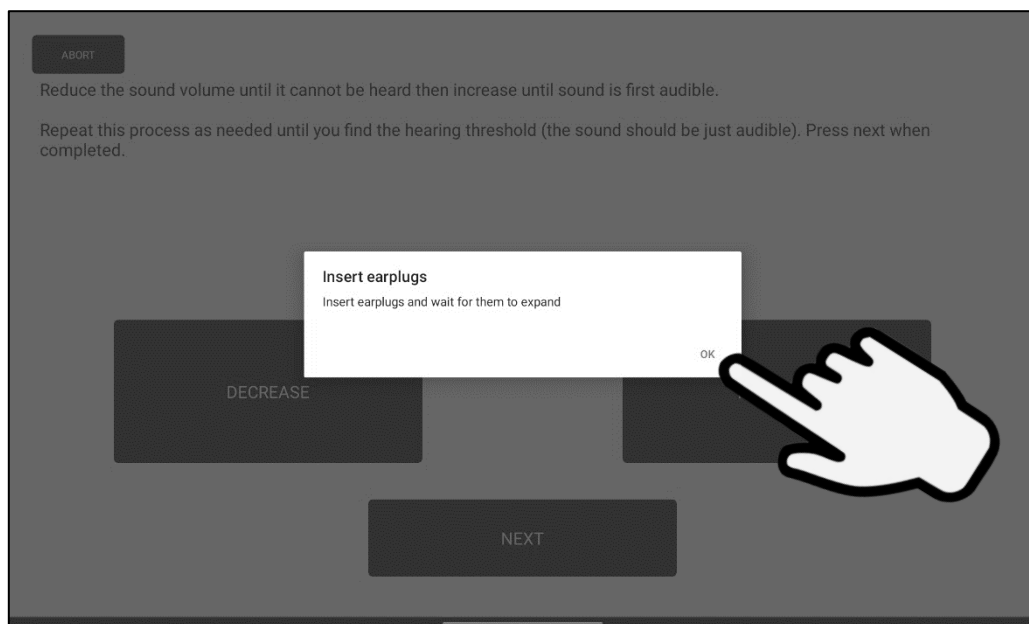 ABORT
Reduce the sound volume until it cannot be heard then increase until sound is first audible.
Repeat this process as needed until you find the hearing threshold (the sound should be just audible). Press next when
completed.
Insert earplugs
Insert earplugs and wait for them to expand
OK
DECREASE
NEXT